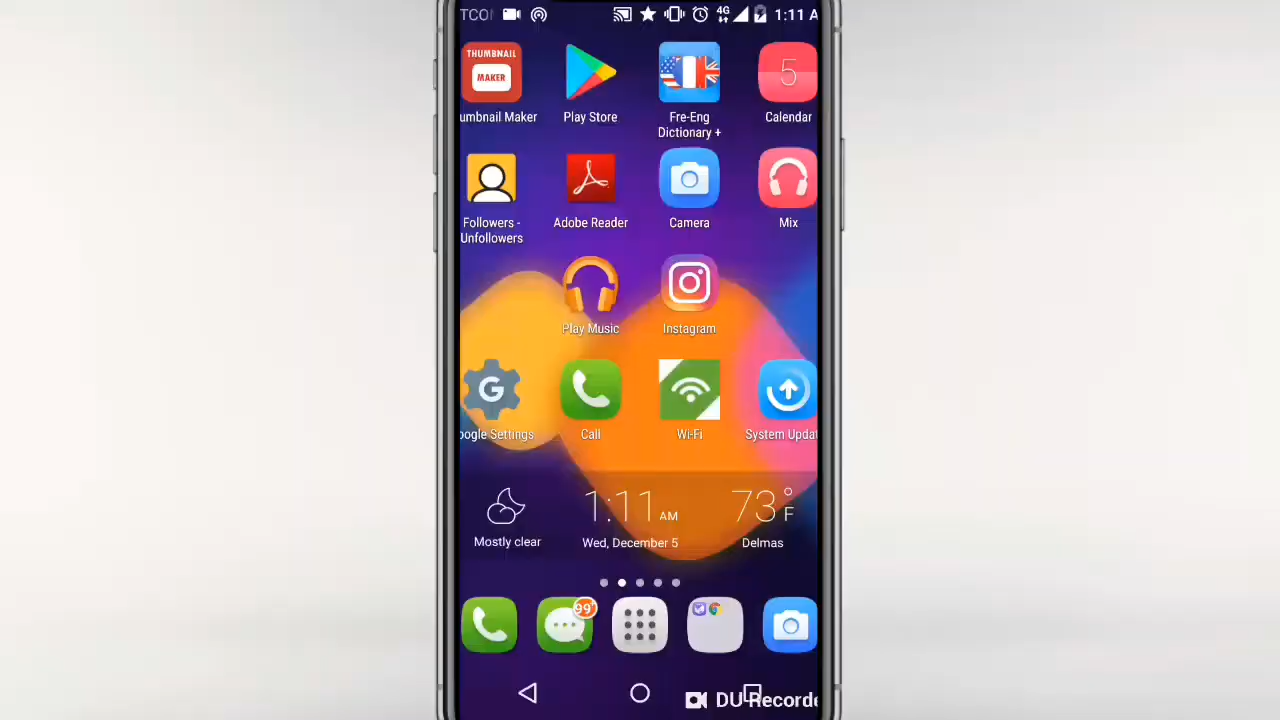 TCO
4G
1:11 A
THUMBNAIL
MAKER
5
umbnail Maker
Play Store
Fre-Eng
Dictionary +
Calendar
Followers -
Unfollowers
Adobe Reader
Camera
Mix
Play Music
Instagram
G
oogle Settings
Call
Wi-Fi
System Updat
1:11 AM
73°F
Mostly clear
Wed, December 5
Delmas
99+
DU Recorde